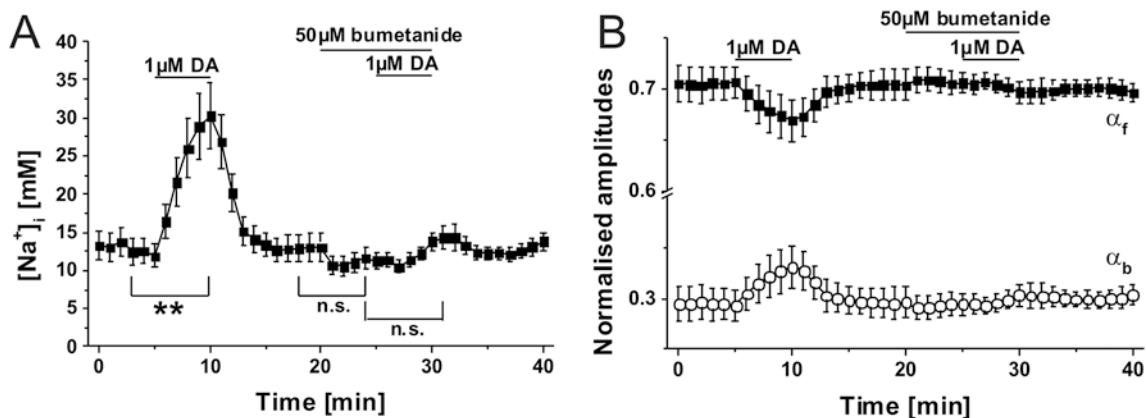 A
50µM bumetanide
1µM DA
1µM DA
[Na⁺]ᵢ [mM]
40
35
30
25
20
15
10
5
0
**
n.s.
n.s.
0 10 20 30 40
Time [min]
B
50µM bumetanide
1µM DA
1µM DA
Normalised amplitudes
0.7
0.6
0.3
αf
αb
0 10 20 30 40
Time [min]